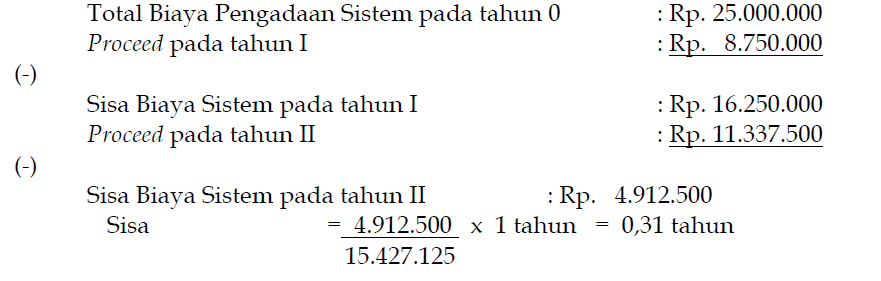 Total Biaya Pengadaan Sistem pada tahun 0 : Rp. 25.000.000
Proceed pada tahun I : Rp. 8.750.000
(-)
Sisa Biaya Sistem pada tahun I : Rp. 16.250.000
Proceed pada tahun II : Rp. 11.337.500
(-)
Sisa Biaya Sistem pada tahun II : Rp. 4.912.500
Sisa = 4.912.500 x 1 tahun = 0,31 tahun
15.427.125